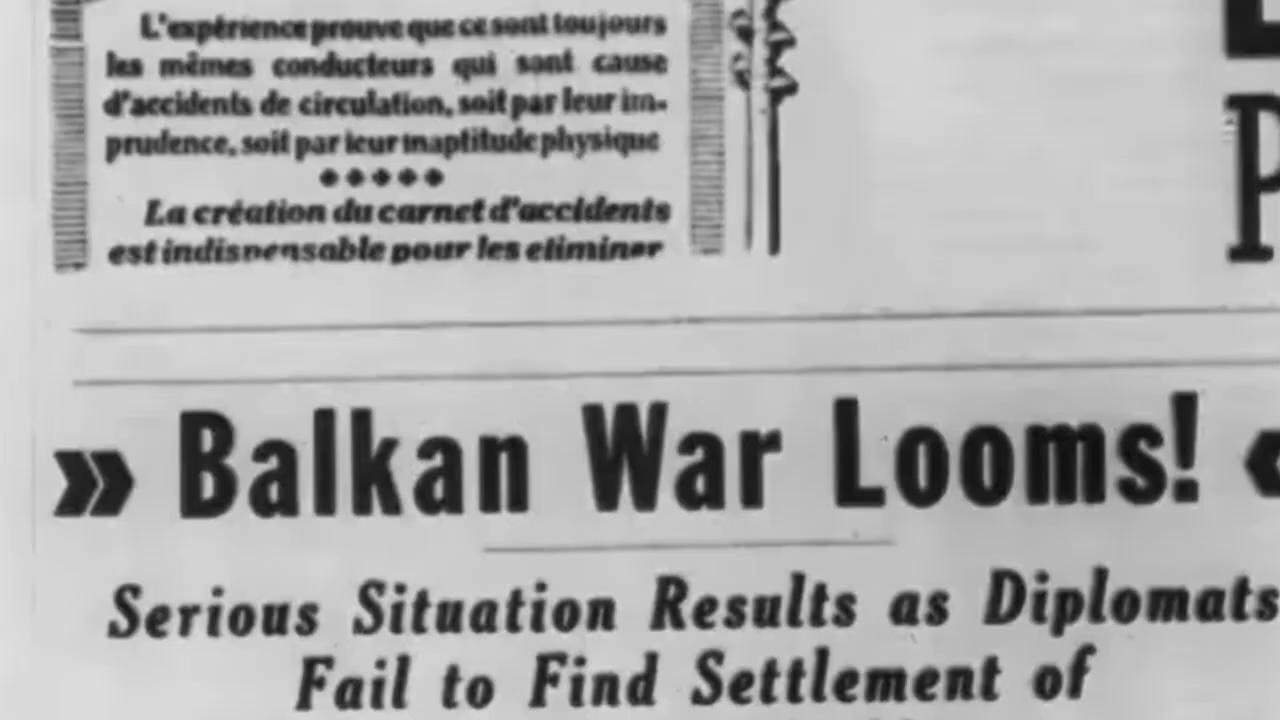 L'expérience prouve que ce sont toujours
les mêmes conducteurs qui sont cause
d'accidents de circulation, soit par leur im-
prudence, soit par leur inaptitude physique
La création du carnet d'accidents
est indispensable pour les eliminer
P
» Balkan War Looms! «
Serious Situation Results as Diplomats
Fail to Find Settlement of